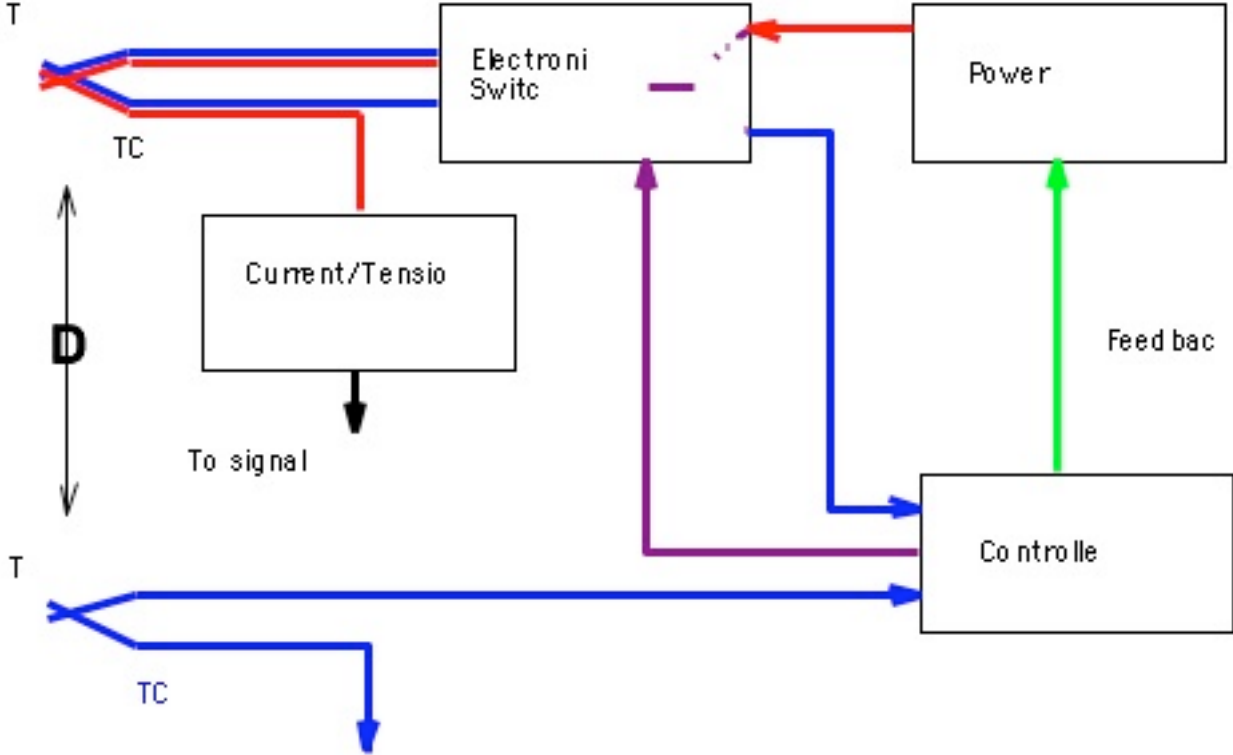 T
Electroni
Switc
Power
TC
Current/Tensio
D
Feed bac
To signal
Controlle
T
TC